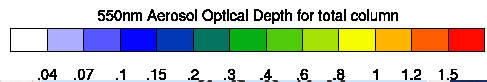 550nm Aerosol Optical Depth for total column
.04 .07 .1 .15 .2 .3 .4 .6 .8 1 1.2 1.5